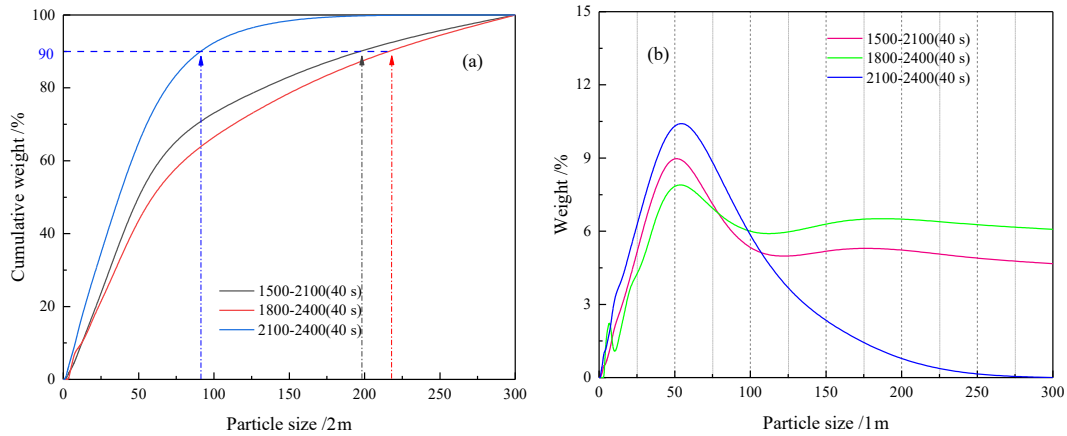 100
90
80
60
40
20
0
0
50
100
150
200
250
300
Cumulative weight /%
Particle size /2m
(a)
1500-2100(40 s)
1800-2400(40 s)
2100-2400(40 s)
15
12
9
6
3
0
0
50
100
150
200
250
300
Weight /%
Particle size /1m
(b)
1500-2100(40 s)
1800-2400(40 s)
2100-2400(40 s)